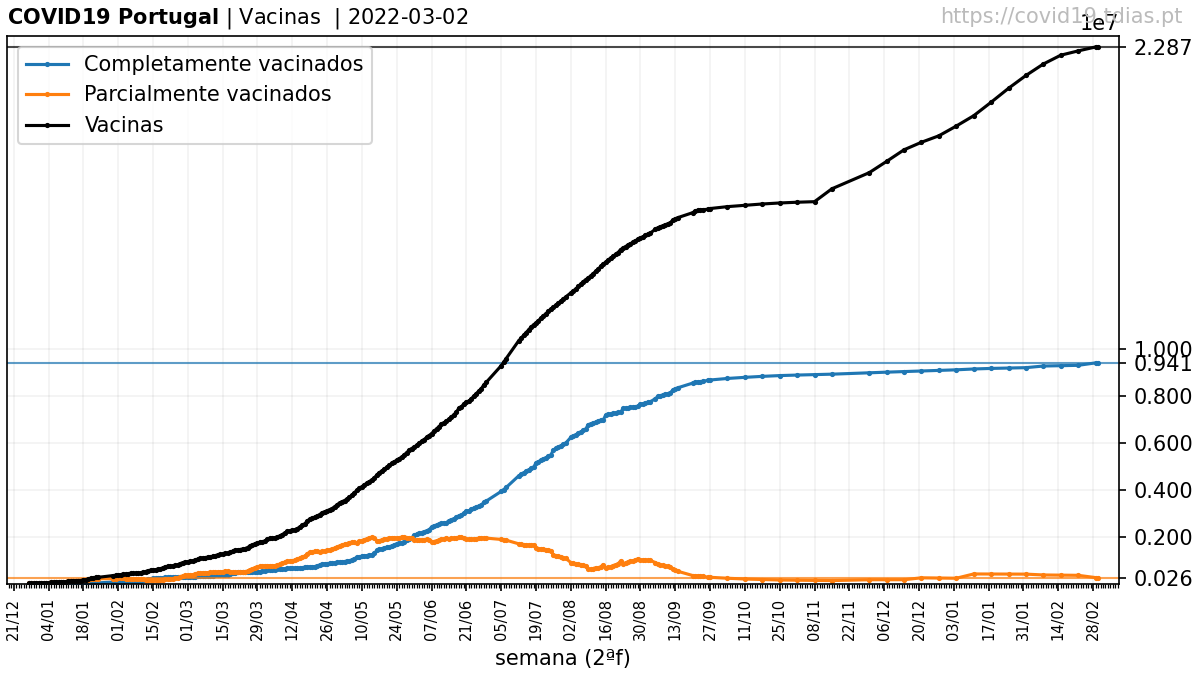 COVID19 Portugal | Vacinas | 2022-03-02
https://covid19.tdias.pt
1e7
Completamente vacinados
Parcialmente vacinados
Vacinas
2.287
1.000
0.941
0.800
0.600
0.400
0.200
0.026
21/12 04/01 18/01 01/02 15/02 01/03 15/03 29/03 12/04 26/04 10/05 24/05 07/06 21/06 05/07 19/07 02/08 16/08 30/08 13/09 27/09 11/10 25/10 08/11 22/11 06/12 20/12 03/01 17/01 31/01 14/02 28/02
semana (2ªf)